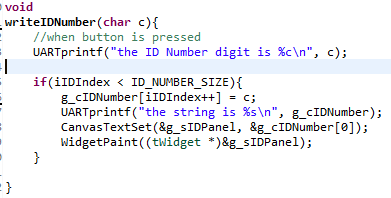 void
writeIDNumber(char c){
    //when button is pressed
    UARTprintf("the ID Number digit is %c\n", c);

    if(iIDIndex < ID_NUMBER_SIZE){
        g_cIDNumber[iIDIndex++] = c;
        UARTprintf("the string is %s\n", g_cIDNumber);
        CanvasTextSet(&g_sIDPanel, &g_cIDNumber[0]);
        WidgetPaint((tWidget *)&g_sIDPanel);
    }

}